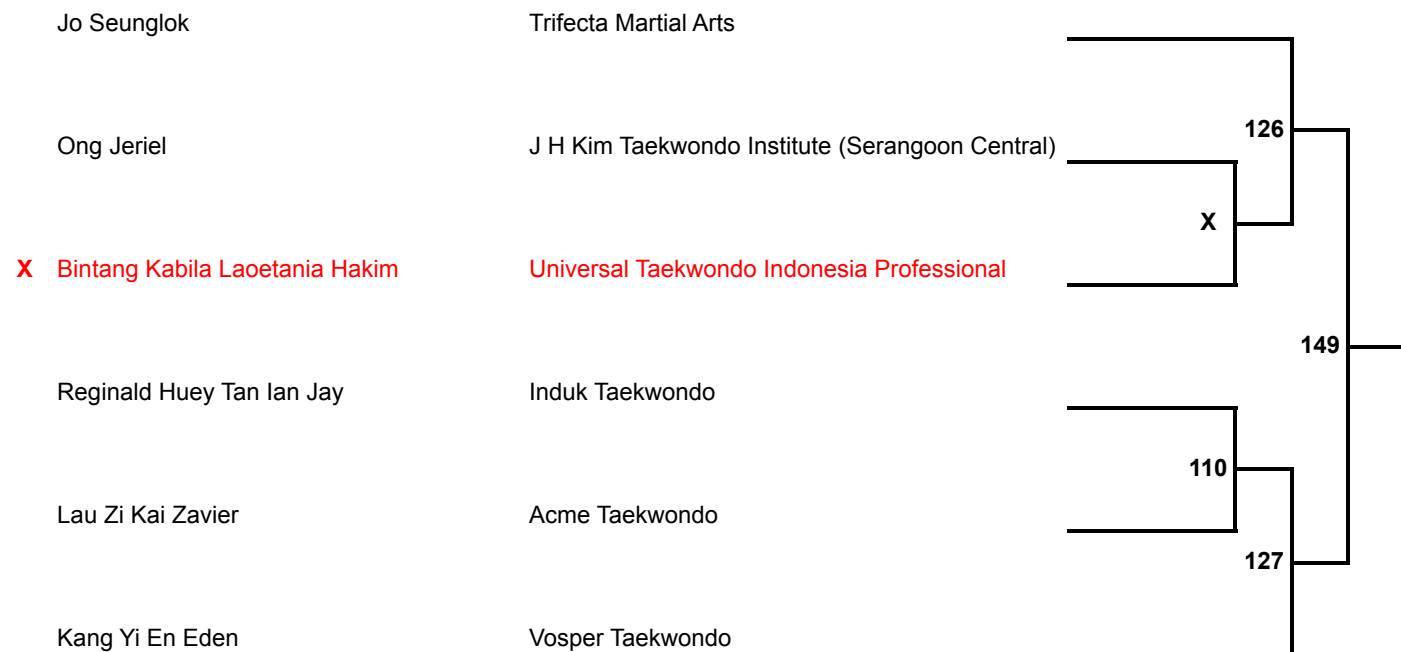 Jo Seunglok Trifecta Martial Arts
126
Ong Jeriel J H Kim Taekwondo Institute (Serangoon Central)
X
X Bintang Kabila Laoetania Hakim Universal Taekwondo Indonesia Professional
149
Reginald Huey Tan Ian Jay Induk Taekwondo
110
Lau Zi Kai Zavier Acme Taekwondo
127
Kang Yi En Eden Vosper Taekwondo